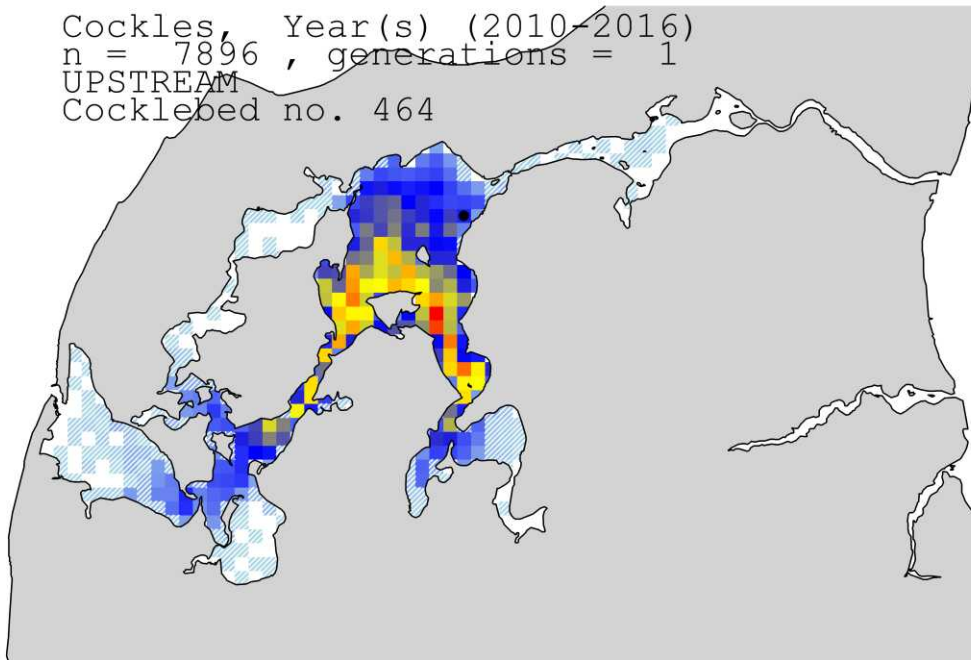 Cockles, Year(s) (2010-2016)
n = 7896 , generations = 1
UPSTREAM
Cocklebed no. 464